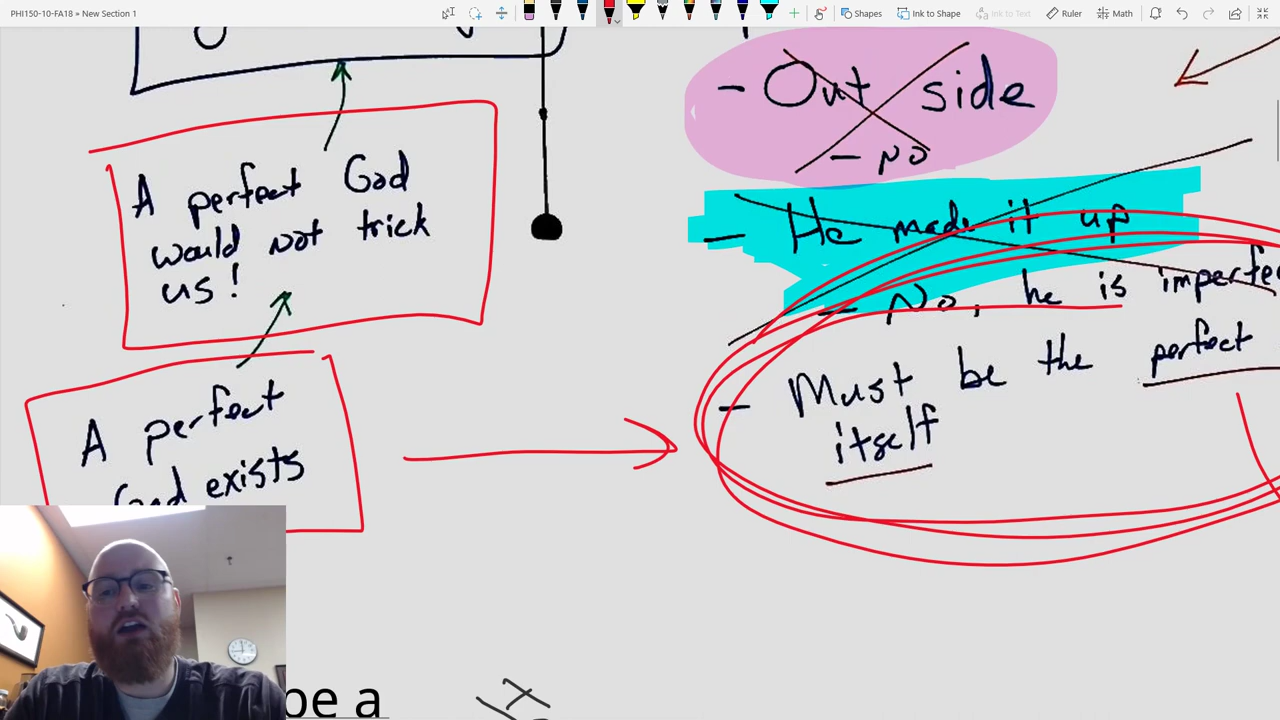 PHI150-10-FA18 » New Section 1
Shapes
Ink to Shape
Ink to Text
Ruler
Math
- Out side
- no
- He made it up
- No, he is imperfe
- Must be the perfect
itself
A perfect God
would not trick
us!
A perfect
God exists
be a